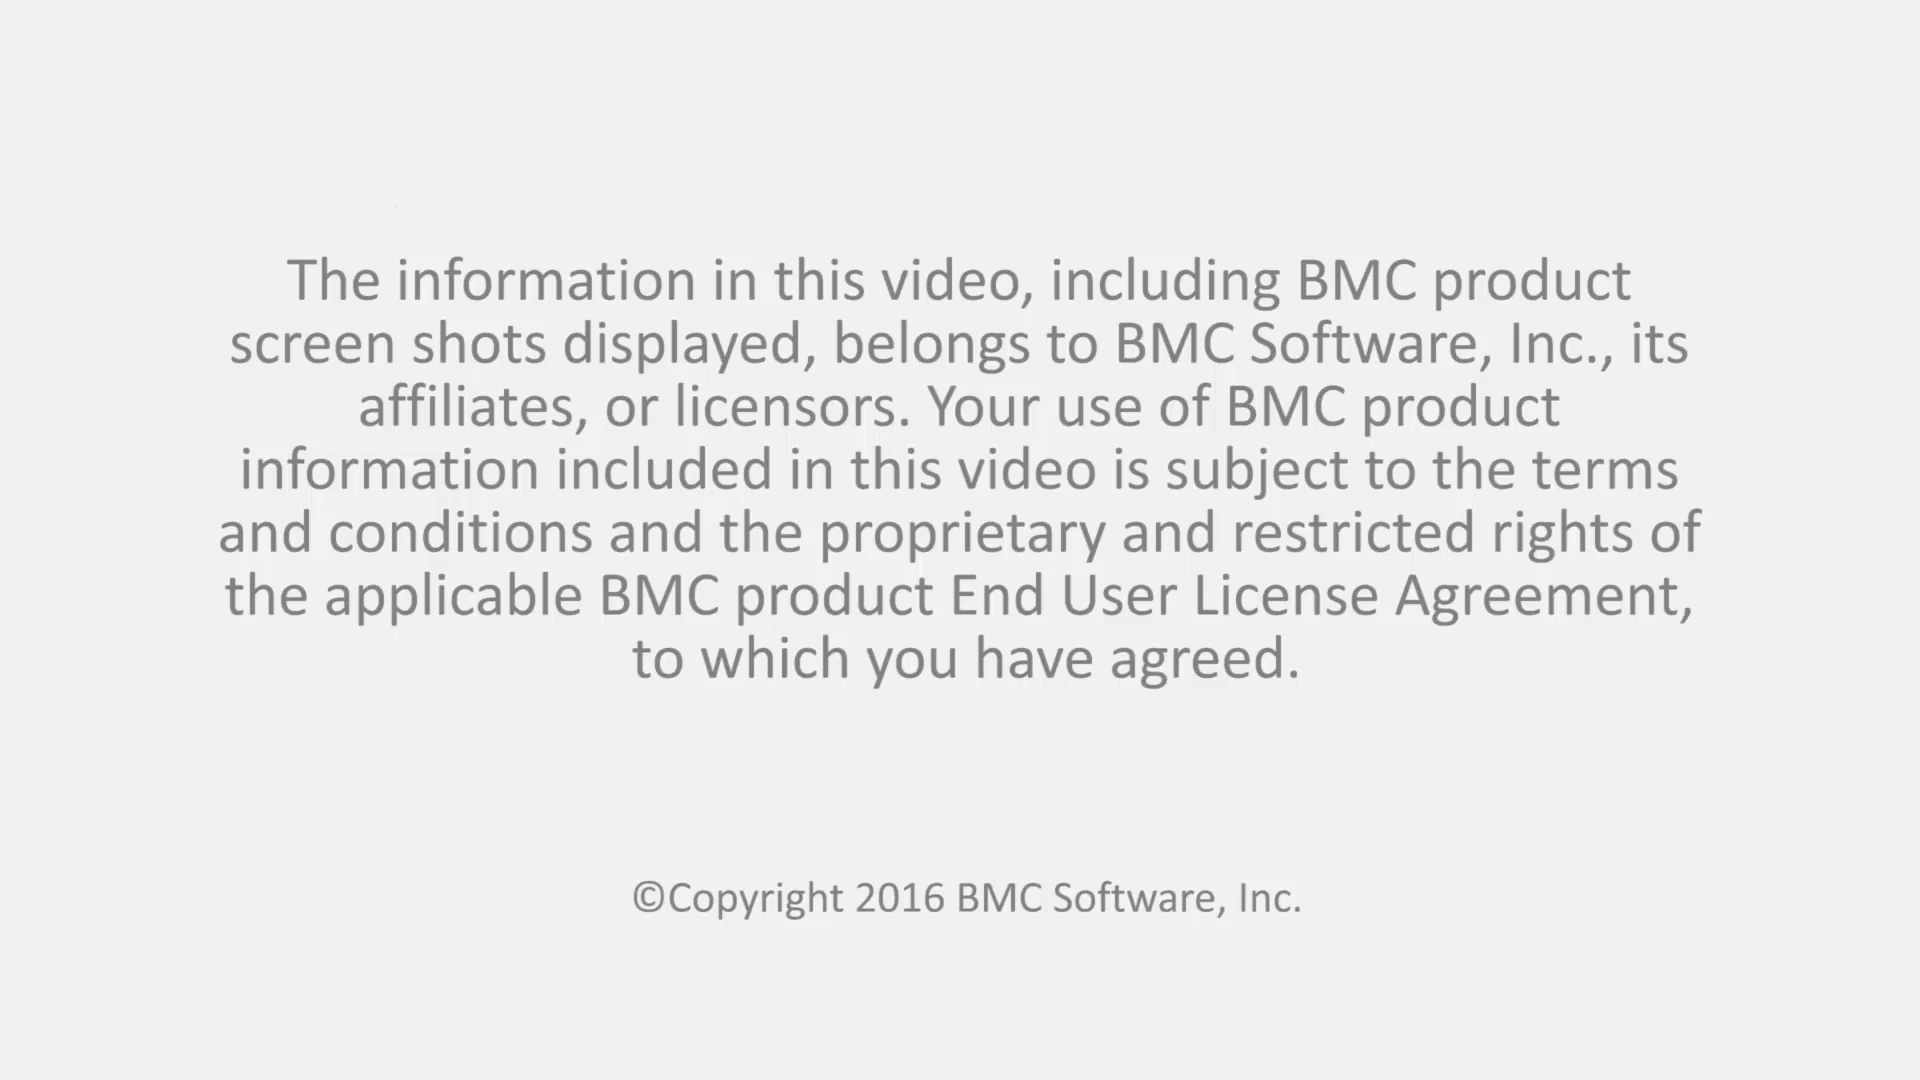 The information in this video, including BMC product
screen shots displayed, belongs to BMC Software, Inc., its
affiliates, or licensors. Your use of BMC product
information included in this video is subject to the terms
and conditions and the proprietary and restricted rights of
the applicable BMC product End User License Agreement,
to which you have agreed.
©Copyright 2016 BMC Software, Inc.